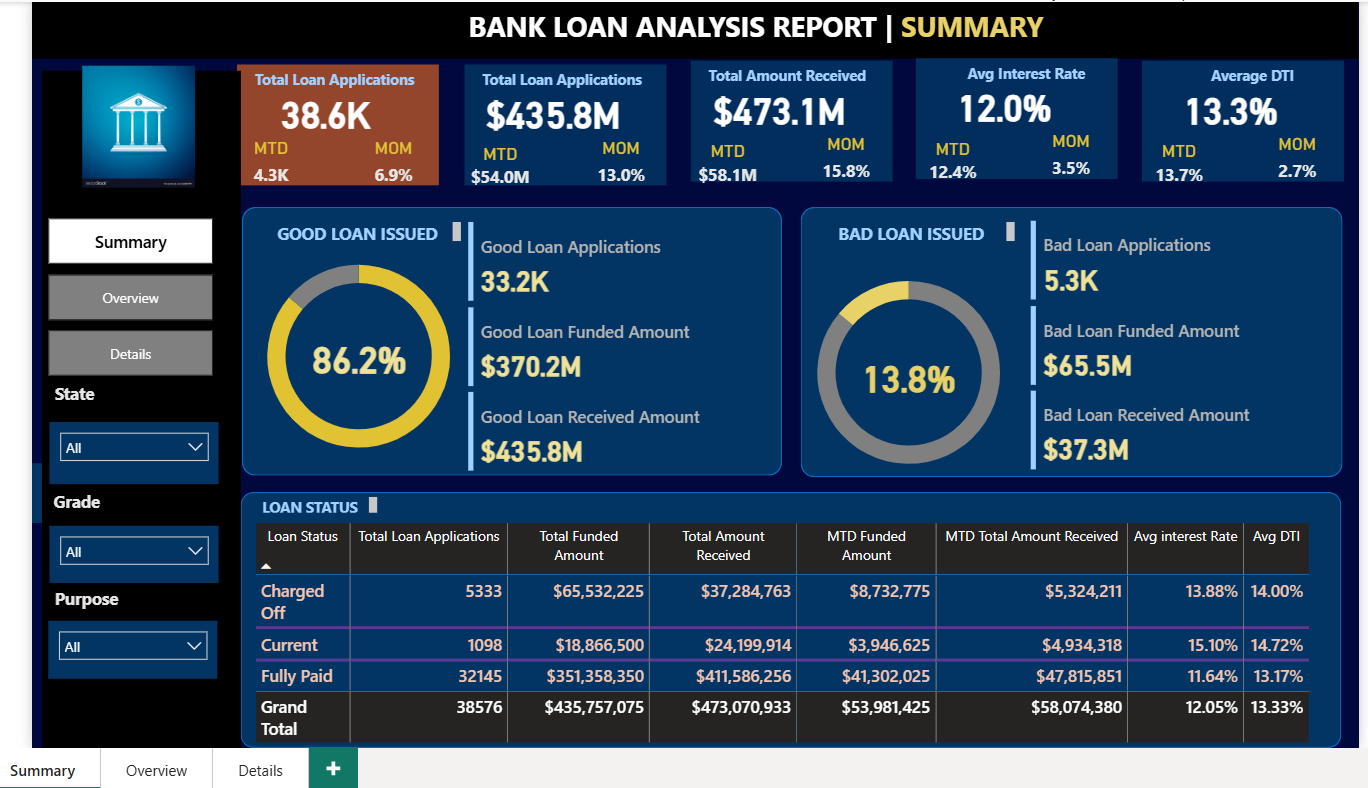 BANK LOAN ANALYSIS REPORT | SUMMARY
Total Loan Applications
38.6K
MTD MOM
4.3K 6.9%
Total Loan Applications
$435.8M
MTD MOM
$54.0M 13.0%
Total Amount Received
$473.1M
MTD MOM
$58.1M 15.8%
Avg Interest Rate
12.0%
MTD MOM
12.4% 3.5%
Average DTI
13.3%
MTD MOM
13.7% 2.7%
Summary
Overview
Details
State
All
Grade
All
Purpose
All
GOOD LOAN ISSUED
86.2%
Good Loan Applications
33.2K
Good Loan Funded Amount
$370.2M
Good Loan Received Amount
$435.8M
BAD LOAN ISSUED
13.8%
Bad Loan Applications
5.3K
Bad Loan Funded Amount
$65.5M
Bad Loan Received Amount
$37.3M
LOAN STATUS
Loan Status Total Loan Applications Total Funded Amount Total Amount Received MTD Funded Amount MTD Total Amount Received Avg interest Rate Avg DTI
Charged Off 5333 $65,532,225 $37,284,763 $8,732,775 $5,324,211 13.88% 14.00%
Current 1098 $18,866,500 $24,199,914 $3,946,625 $4,934,318 15.10% 14.72%
Fully Paid 32145 $351,358,350 $411,586,256 $41,302,025 $47,815,851 11.64% 13.17%
Grand Total 38576 $435,757,075 $473,070,933 $53,981,425 $58,074,380 12.05% 13.33%
Summary Overview Details +